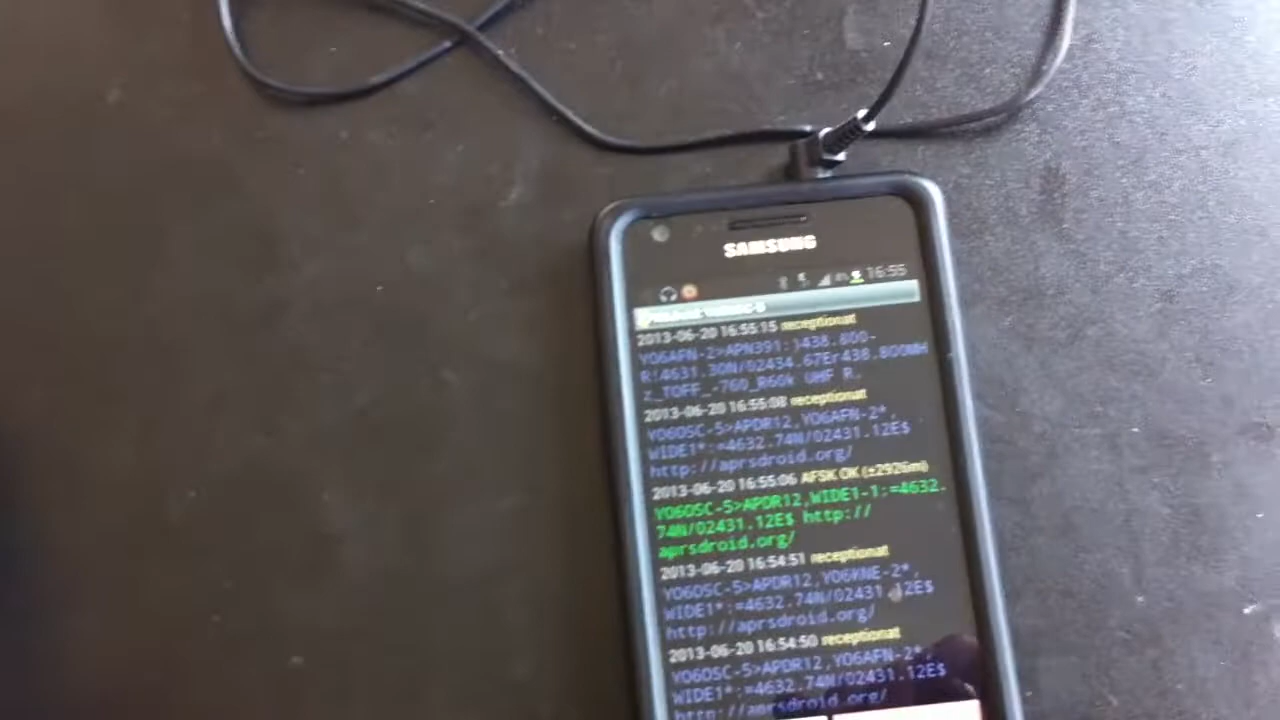 SAMSUNG
16:55
2013-06-20 16:55:15 receptionat
YO6AFN-2>APN391:)438.800-
R!4631.30N/02434.67Er438.800MH
z_TOFF_-760_R60k UHF R.
2013-06-20 16:55:08 receptionat
YO6OSC-5>APDR12,YO6AFN-2*,
WIDE1*:=4632.74N/02431.12E$
http://aprsdroid.org/
2013-06-20 16:55:06 AFSK OK (±2926m)
YO6OSC-5>APDR12,WIDE1-1:=4632.
74N/02431.12E$ http://
aprsdroid.org/
2013-06-20 16:54:51 receptionat
YO6OSC-5>APDR12,YO6KNE-2*,
WIDE1*:=4632.74N/02431.12E$
http://aprsdroid.org/
2013-06-20 16:54:50 receptionat
YO6OSC-5>APDR12,YO6AFN-2*,
WIDE1*:=4632.74N/02431.12E$
http://aprsdroid.org/